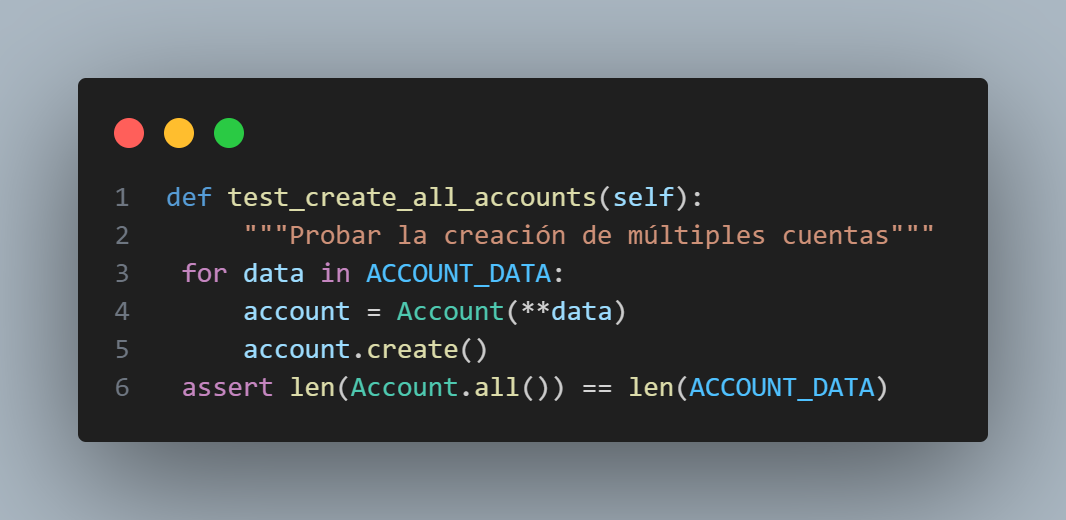 1 def test_create_all_accounts(self):
2      """Probar la creación de múltiples cuentas"""
3  for data in ACCOUNT_DATA:
4      account = Account(**data)
5      account.create()
6  assert len(Account.all()) == len(ACCOUNT_DATA)